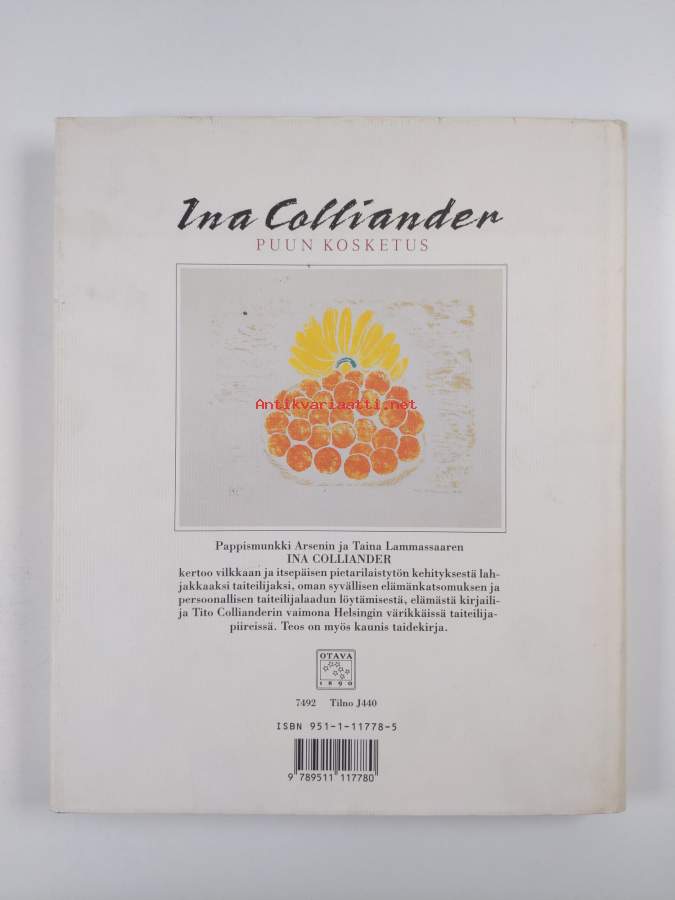 Ina Colliander
PUUN KOSKETUS
Antikvariaatti.net
Pappismunkki Arsenin ja Taina Lammassaaren
INA COLLIANDER
kertoo vilkkaan ja itsepäisen pietarilaistytön kehityksestä lah-
jakkaaksi taiteilijaksi, oman syvällisen elämänkatsomuksen ja
persoonallisen taiteilijalaadun löytämisestä, elämästä kirjaili-
ja Tito Collianderin vaimona Helsingin värikkäissä taiteilija-
piireissä. Teos on myös kaunis taidekirja.
OTAVA
1890
7492 Tilno J440
ISBN 951-1-11778-5
9 789511 117780